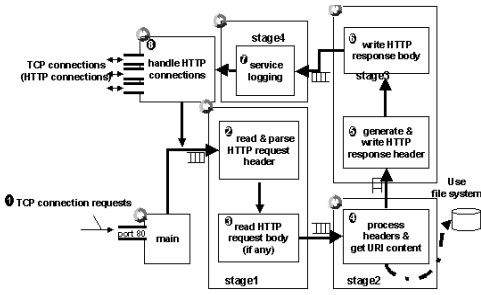 8
handle HTTP
connections
TCP connections
(HTTP connections)
stage4
7
service
logging
6
write HTTP
response body
stage3
2
read & parse
HTTP request
header
5
generate &
write HTTP
response header
1 TCP connection requests
port 80
main
3
read HTTP
request body
(if any)
stage1
4
process
headers &
get URI content
stage2
Use
file system